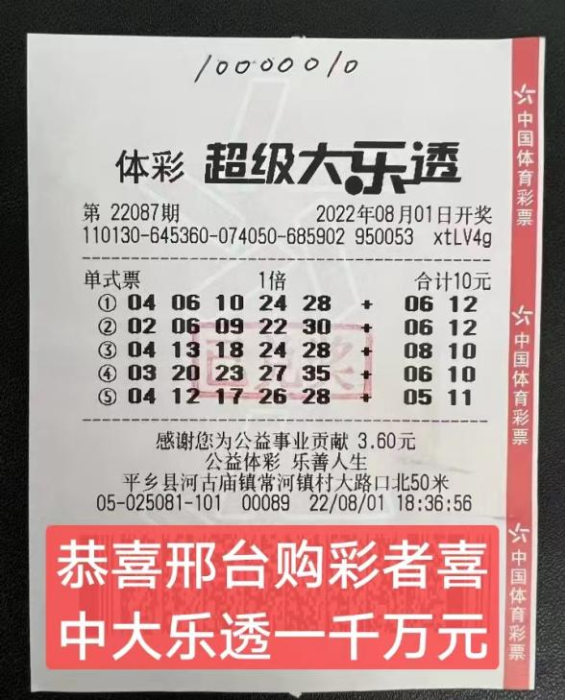 10000010
体彩 超级大乐透
第 22087期 2022年08月01日开奖
110130-645360-074050-685902 950053 xtLV4g
单式票 1倍 合计10元
① 04 06 10 24 28 + 06 12
② 02 06 09 22 30 + 06 12
③ 04 13 18 24 28 + 08 10
④ 03 20 23 27 35 + 06 10
⑤ 04 12 17 26 28 + 05 11
已兑奖
感谢您为公益事业贡献 3.60元
公益体彩 乐善人生
平乡县河古庙镇常河镇村大路口北50米
05-025081-101 00089 22/08/01 18:36:56
恭喜邢台购彩者喜
中大乐透一千万元
中国体育彩票
中国体育彩票
中国体育彩票